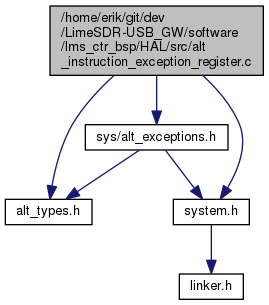 /home/erik/git/dev
/LimeSDR-USB_GW/software
/lms_ctr_bsp/HAL/src/alt
_instruction_exception_register.c
sys/alt_exceptions.h
alt_types.h
system.h
linker.h